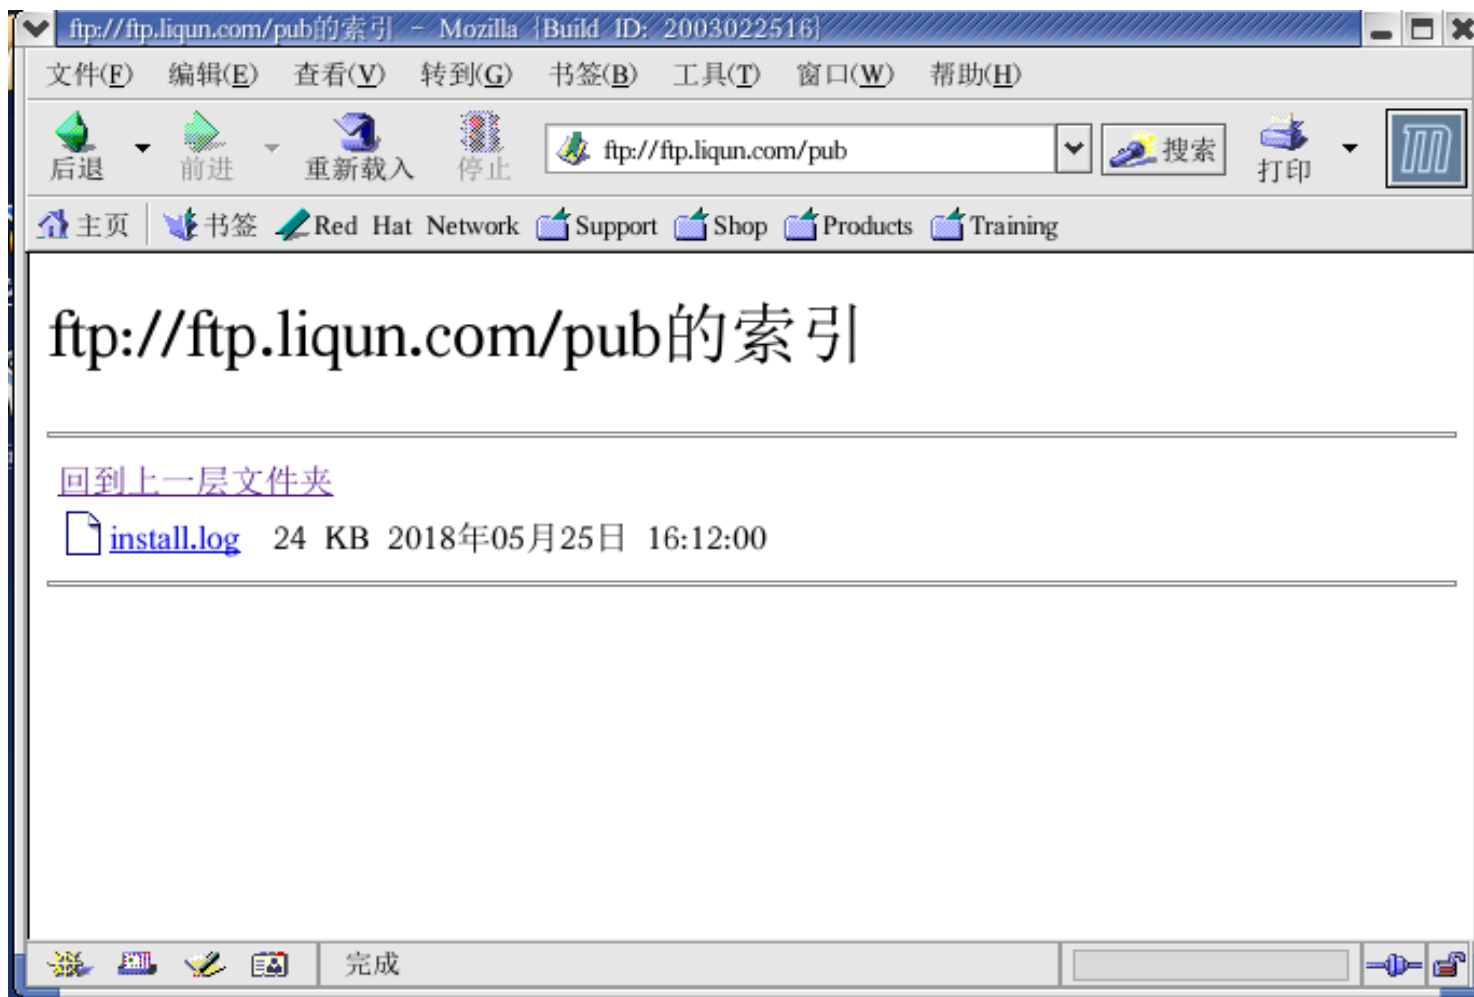 ftp://ftp.liqun.com/pub的索引 - Mozilla {Build ID: 2003022516}
文件(F) 编辑(E) 查看(V) 转到(G) 书签(B) 工具(T) 窗口(W) 帮助(H)
后退 前进 重新载入 停止 ftp://ftp.liqun.com/pub 搜索 打印
主页 书签 Red Hat Network Support Shop Products Training
ftp://ftp.liqun.com/pub的索引
回到上一层文件夹
install.log 24 KB 2018年05月25日 16:12:00
完成